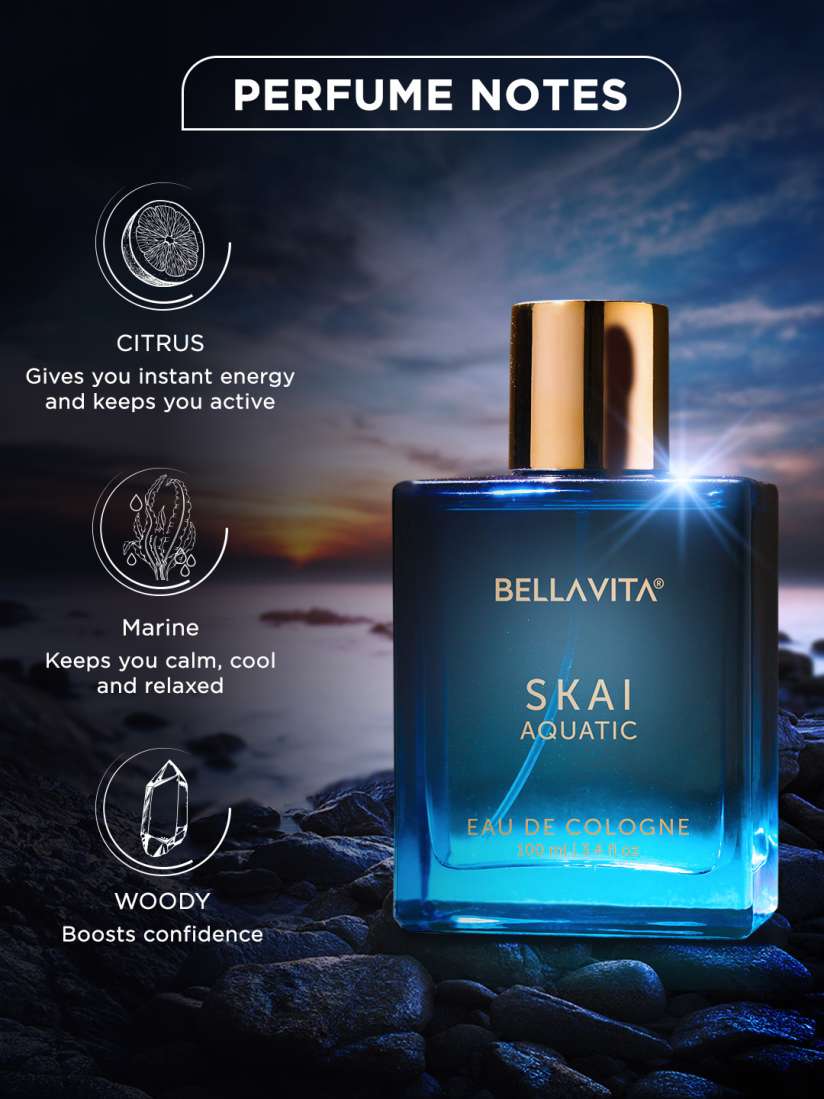 PERFUME NOTES
CITRUS
Gives you instant energy
and keeps you active
Marine
Keeps you calm, cool
and relaxed
WOODY
Boosts confidence
BELLAVITA®
SKAI
AQUATIC
EAU DE COLOGNE
100 ml | 3.4 fl oz